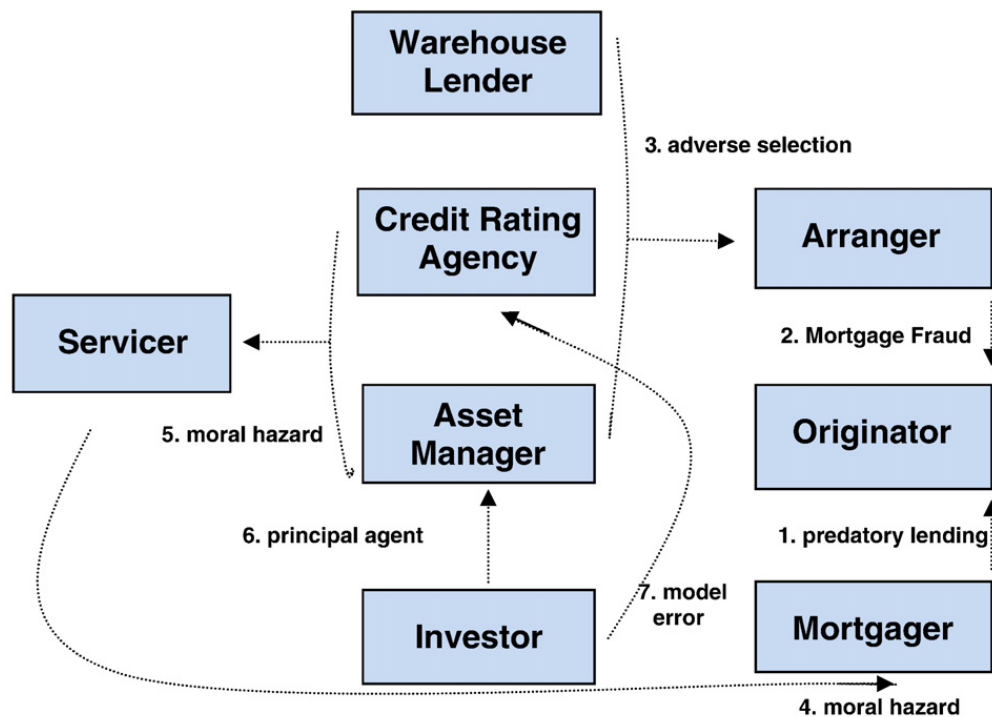 Warehouse
Lender
3. adverse selection
Credit Rating
Agency
Arranger
Servicer
2. Mortgage Fraud
Asset
Manager
Originator
5. moral hazard
6. principal agent
1. predatory lending
7. model
error
Investor
Mortgager
4. moral hazard